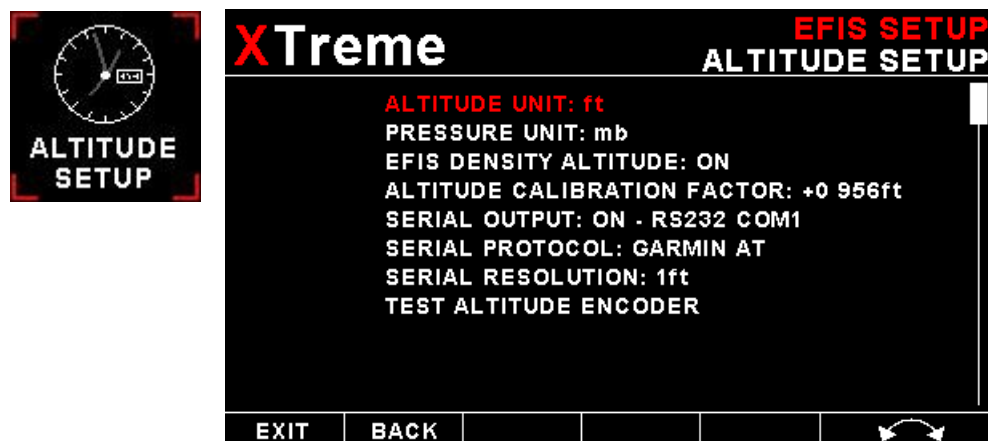 ALTITUDE
SETUP
XTreme
EFIS SETUP
ALTITUDE SETUP
ALTITUDE UNIT: ft
PRESSURE UNIT: mb
EFIS DENSITY ALTITUDE: ON
ALTITUDE CALIBRATION FACTOR: +0 956ft
SERIAL OUTPUT: ON - RS232 COM1
SERIAL PROTOCOL: GARMIN AT
SERIAL RESOLUTION: 1ft
TEST ALTITUDE ENCODER
EXIT BACK